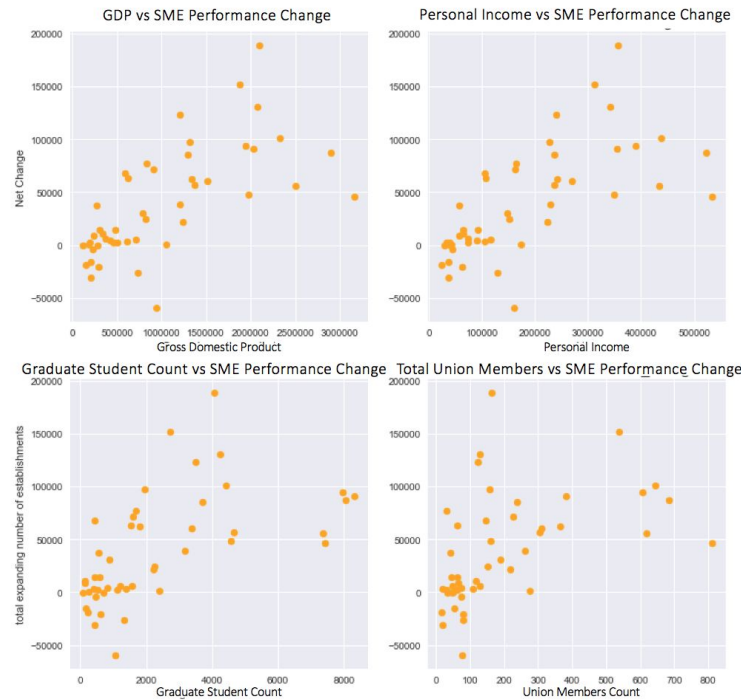 GDP vs SME Performance Change
Personal Income vs SME Performance Change
200000
150000
100000
50000
0
−50000
Net Change
0 500000 1000000 1500000 2000000 2500000 3000000
Gross Domestic Product
200000
150000
100000
50000
0
−50000
0 100000 200000 300000 400000 500000
Personal Income
Graduate Student Count vs SME Performance Change
Total Union Members vs SME Performance Change
200000
150000
100000
50000
0
−50000
total expanding number of establishments
0 2000 4000 6000 8000
Graduate Student Count
200000
150000
100000
50000
0
−50000
0 100 200 300 400 500 600 700 800
Union Members Count